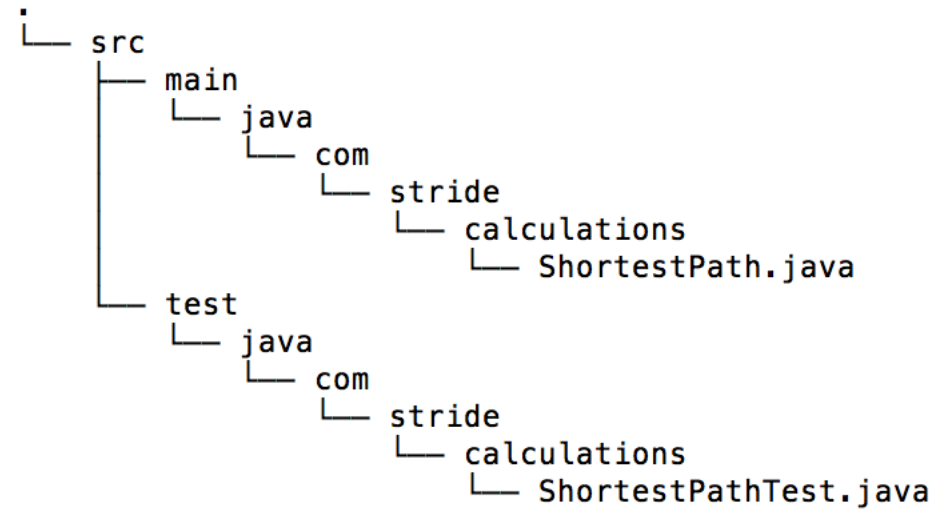 .
└── src
    ├── main
    │   └── java
    │       └── com
    │           └── stride
    │               └── calculations
    │                   └── ShortestPath.java
    └── test
        └── java
            └── com
                └── stride
                    └── calculations
                        └── ShortestPathTest.java